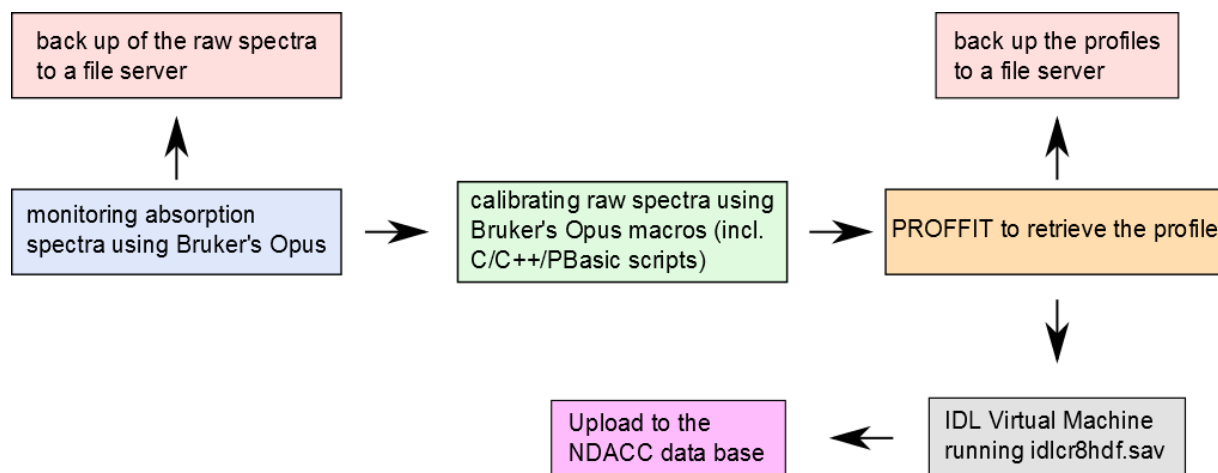 back up of the raw spectra
to a file server
back up the profiles
to a file server
monitoring absorption
spectra using Bruker's Opus
calibrating raw spectra using
Bruker's Opus macros (incl.
C/C++/PBasic scripts)
PROFFIT to retrieve the profile
Upload to the
NDACC data base
IDL Virtual Machine
running idlcr8hdf.sav